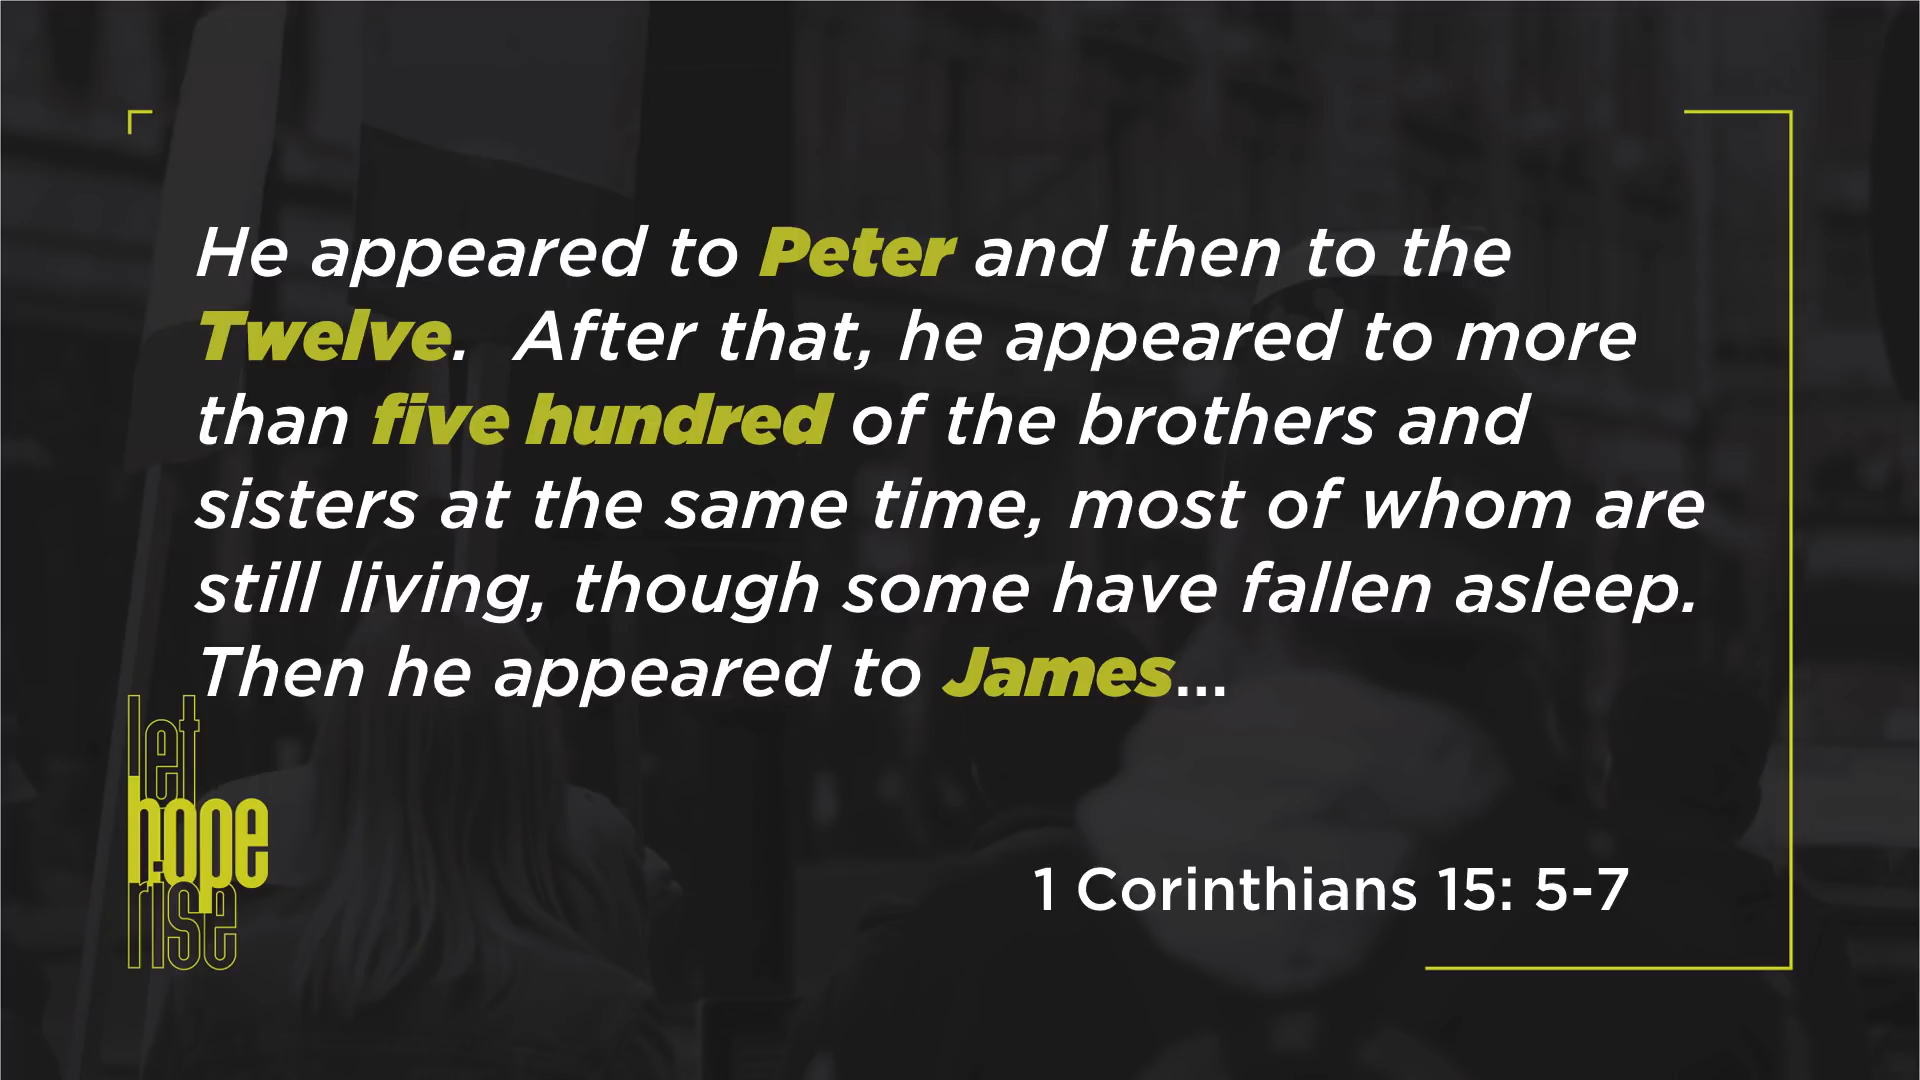 He appeared to Peter and then to the
Twelve.  After that, he appeared to more
than five hundred of the brothers and
sisters at the same time, most of whom are
still living, though some have fallen asleep.
Then he appeared to James...
let
hope
rise
1 Corinthians 15: 5-7